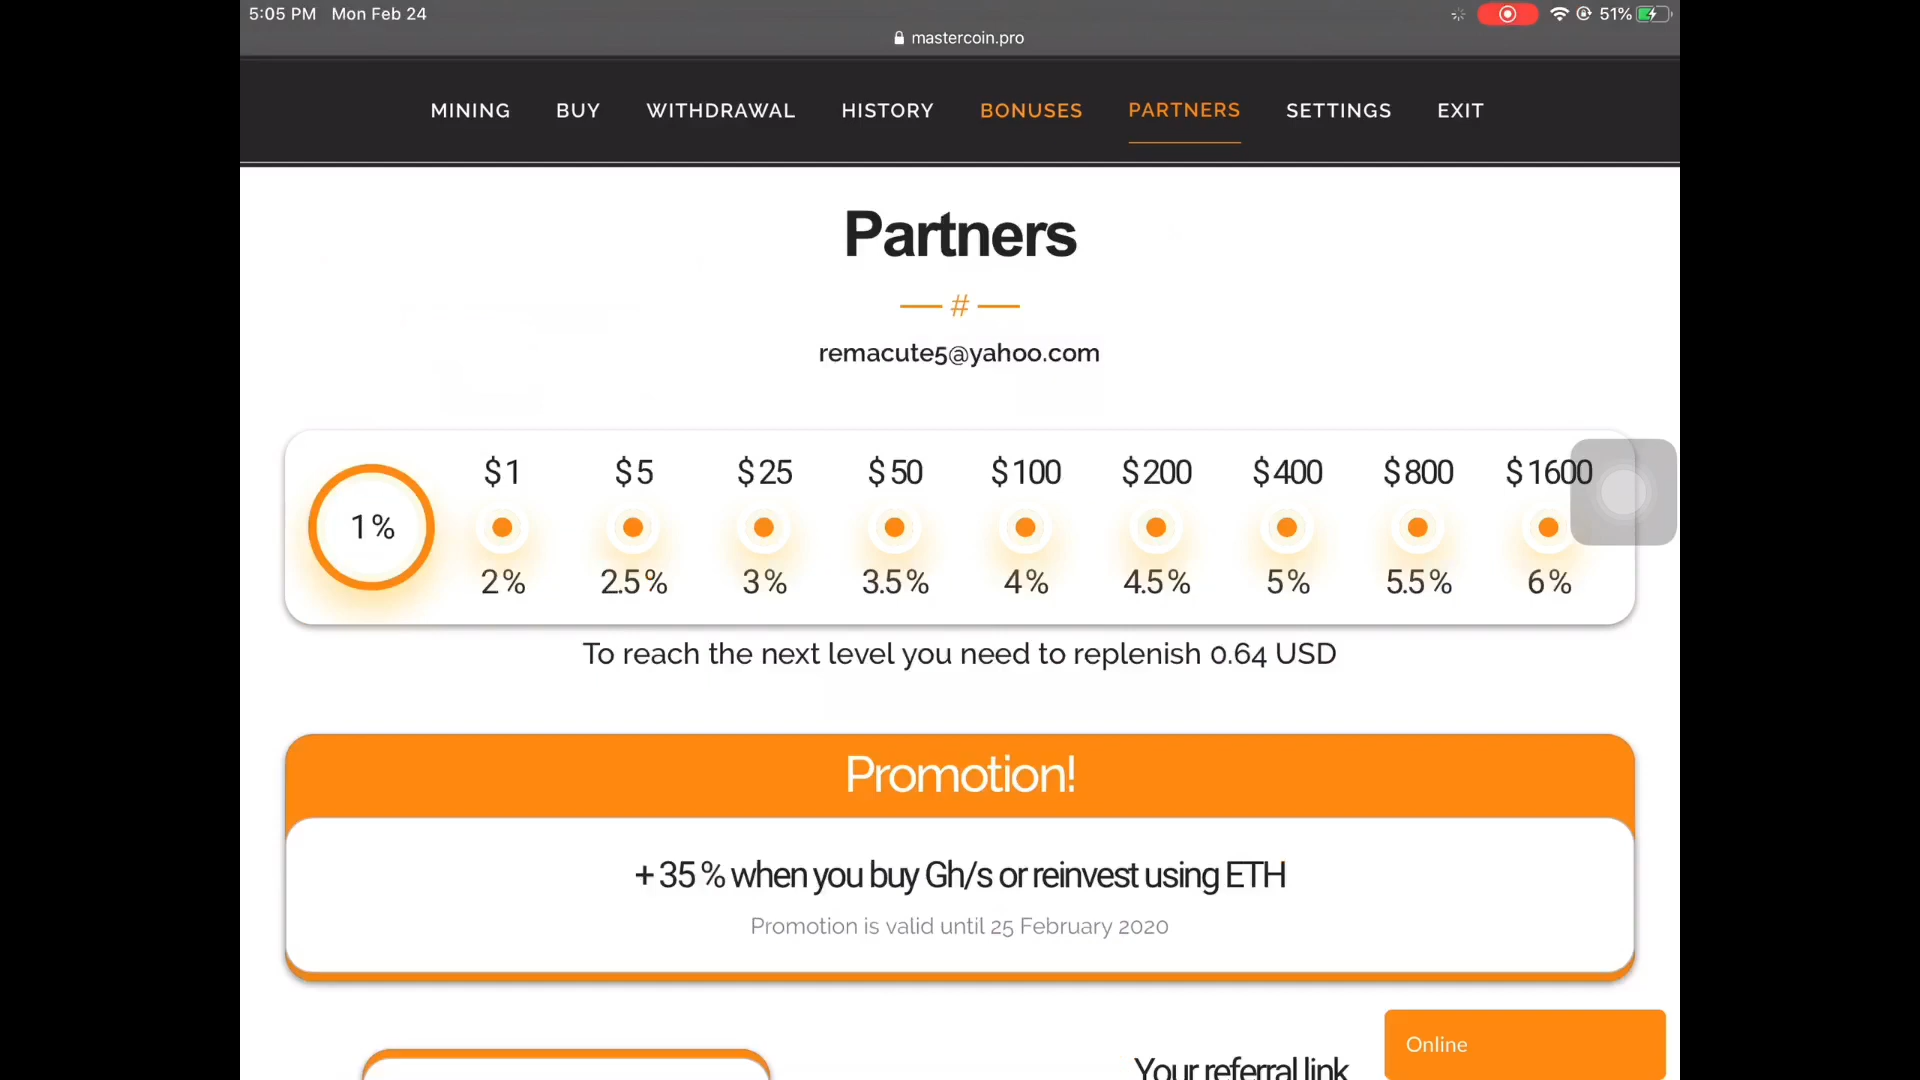 5:05 PM Mon Feb 24 51%
mastercoin.pro
MINING BUY WITHDRAWAL HISTORY BONUSES PARTNERS SETTINGS EXIT
Partners
#
remacute5@yahoo.com
$1 $5 $25 $50 $100 $200 $400 $800 $1600
1%
2% 2.5% 3% 3.5% 4% 4.5% 5% 5.5% 6%
To reach the next level you need to replenish 0.64 USD
Promotion!
+ 35 % when you buy Gh/s or reinvest using ETH
Promotion is valid until 25 February 2020
Your referral link
Online